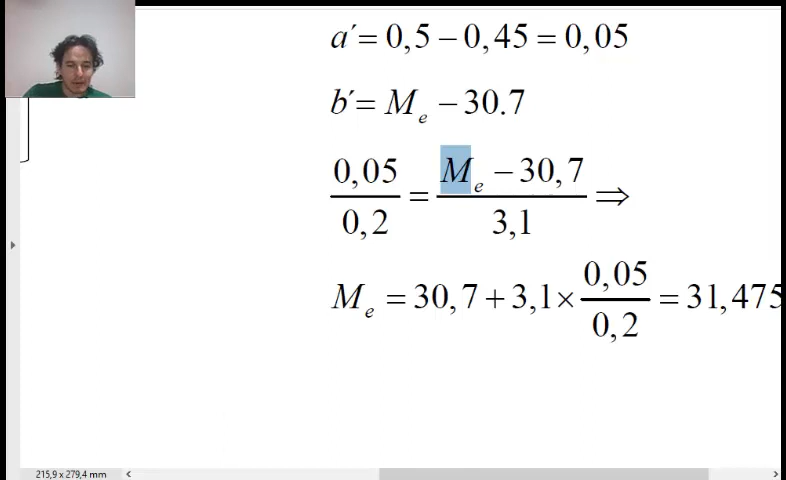 a´= 0,5 − 0,45 = 0,05
b´= Mₑ − 30.7
0,05/0,2 = Mₑ − 30,7/3,1 ⇒
Mₑ = 30,7 + 3,1 × 0,05/0,2 = 31,475
215,9 x 279,4 mm